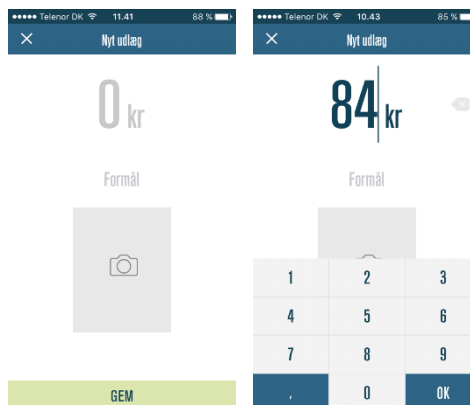 Telenor DK 11.41 88 %
Nyt udlæg
0 kr
Formål
GEM
Telenor DK 10.43 85 %
Nyt udlæg
84 kr
Formål
1 2 3
4 5 6
7 8 9
, 0 OK